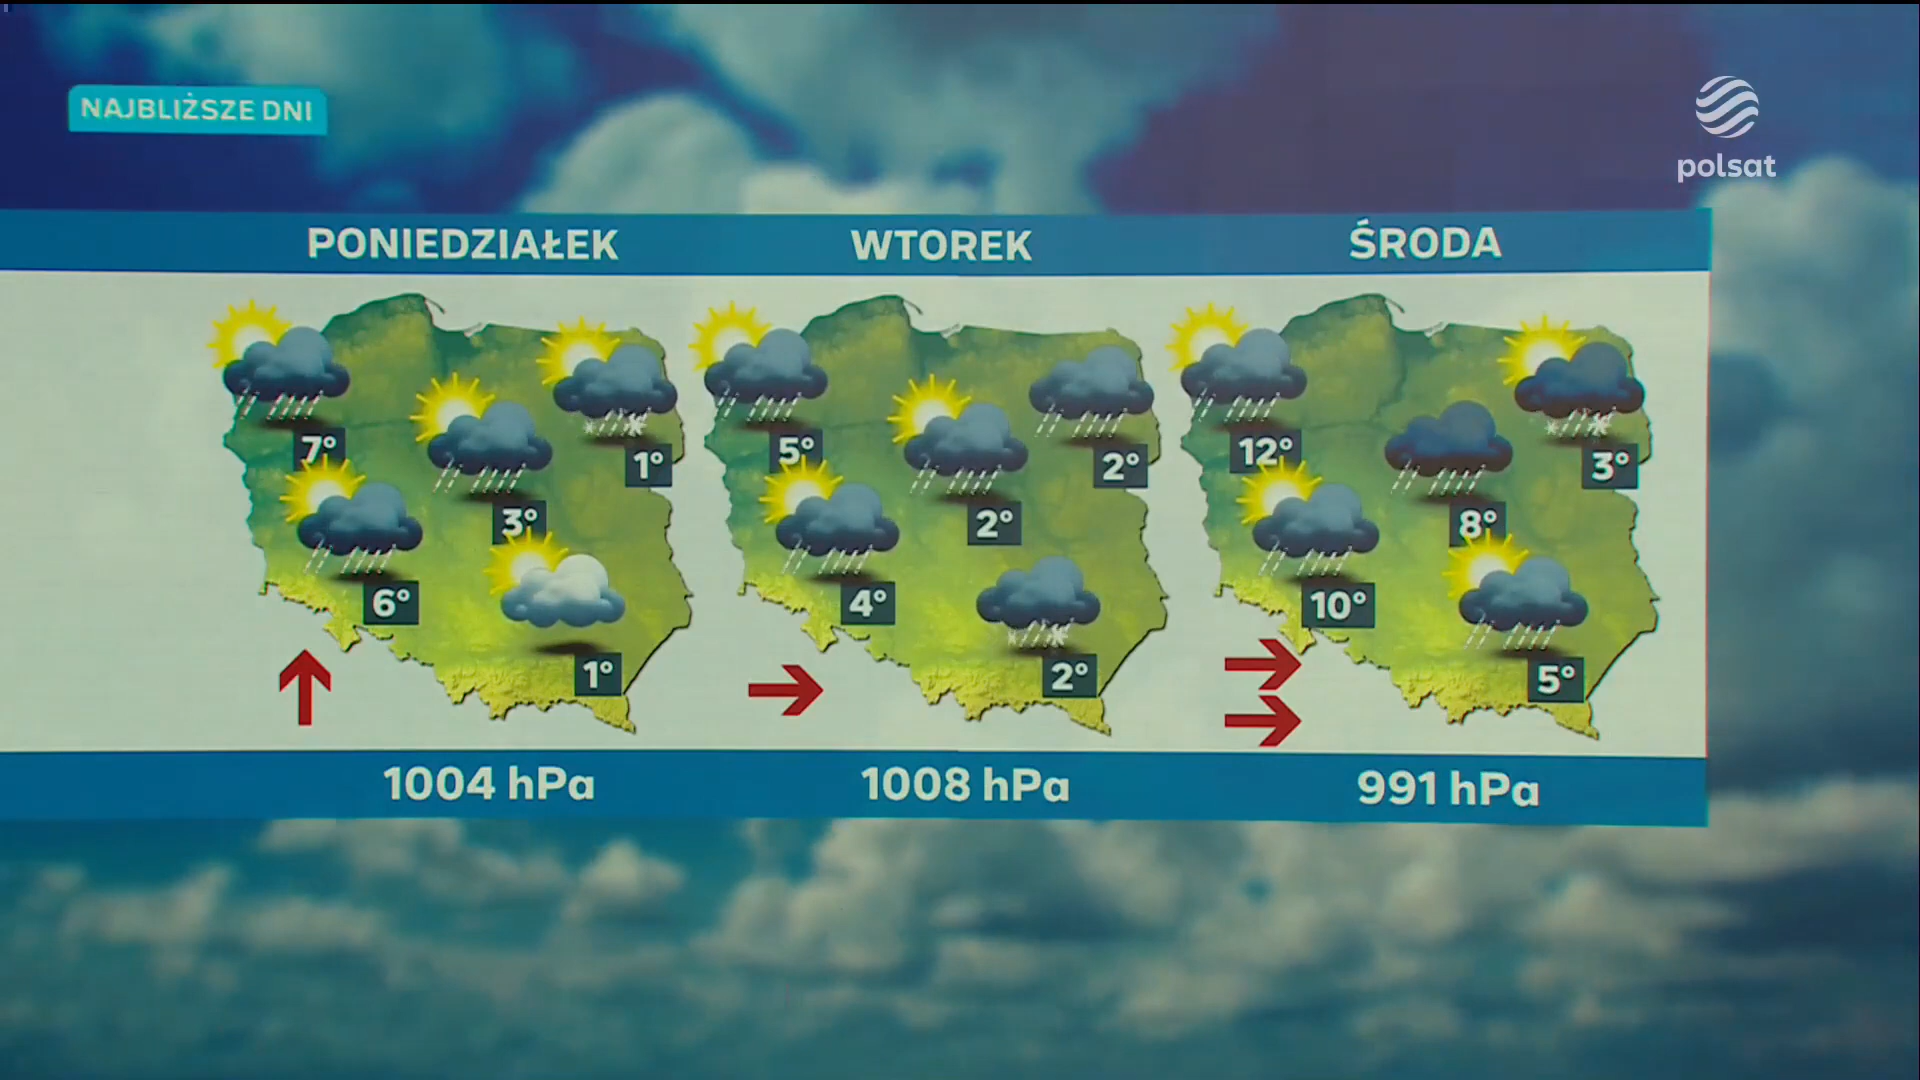 NAJBLIŻSZE DNI
polsat
PONIEDZIAŁEK
WTOREK
ŚRODA
7°
1°
3°
6°
1°
5°
2°
2°
4°
2°
12°
3°
8°
10°
5°
1004 hPa
1008 hPa
991 hPa